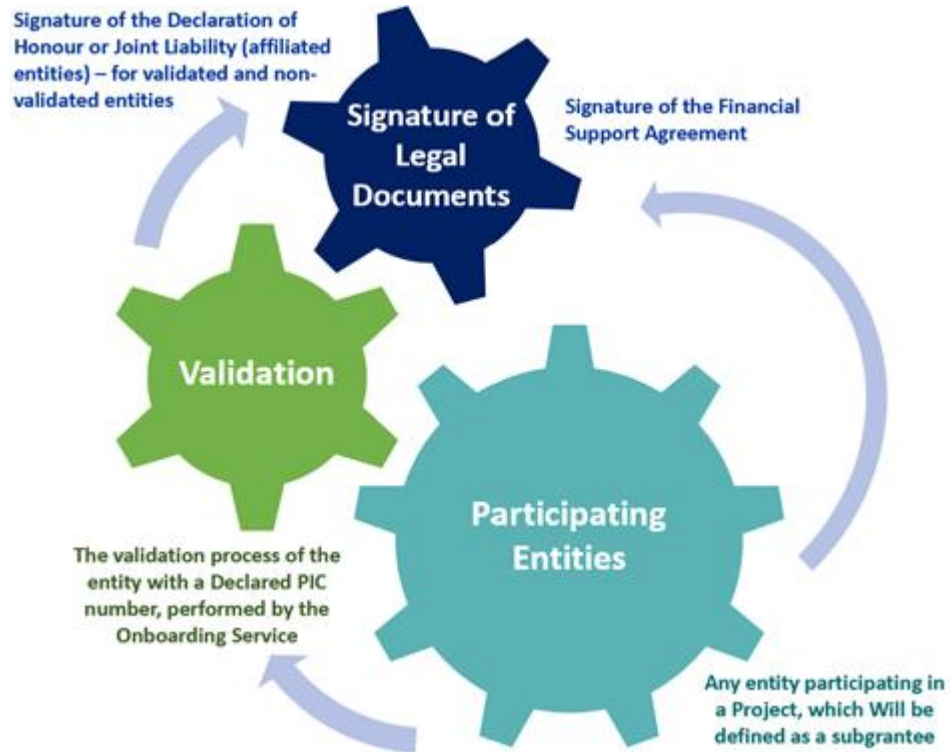 Signature of the Declaration of
Honour or Joint Liability (affiliated
entities) – for validated and non-
validated entities
Signature of
Legal
Documents
Signature of the Financial
Support Agreement
Validation
The validation process of the
entity with a Declared PIC
number, performed by the
Onboarding Service
Participating
Entities
Any entity participating in
a Project, which Will be
defined as a subgrantee